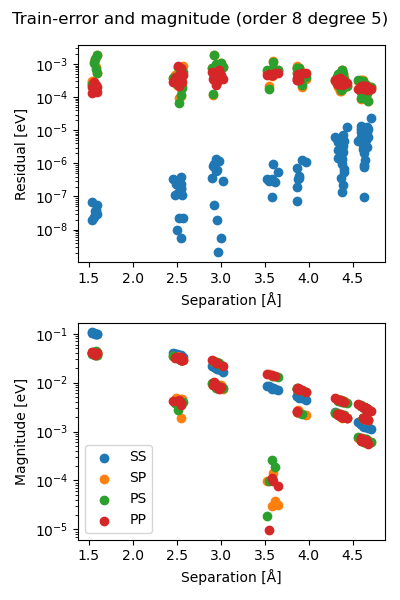 Train-error and magnitude (order 8 degree 5)
Residual [eV]
10⁻³
10⁻⁴
10⁻⁵
10⁻⁶
10⁻⁷
10⁻⁸
1.5 2.0 2.5 3.0 3.5 4.0 4.5
Separation [Å]
Magnitude [eV]
10⁻¹
10⁻²
10⁻³
10⁻⁴
10⁻⁵
SS
SP
PS
PP
1.5 2.0 2.5 3.0 3.5 4.0 4.5
Separation [Å]